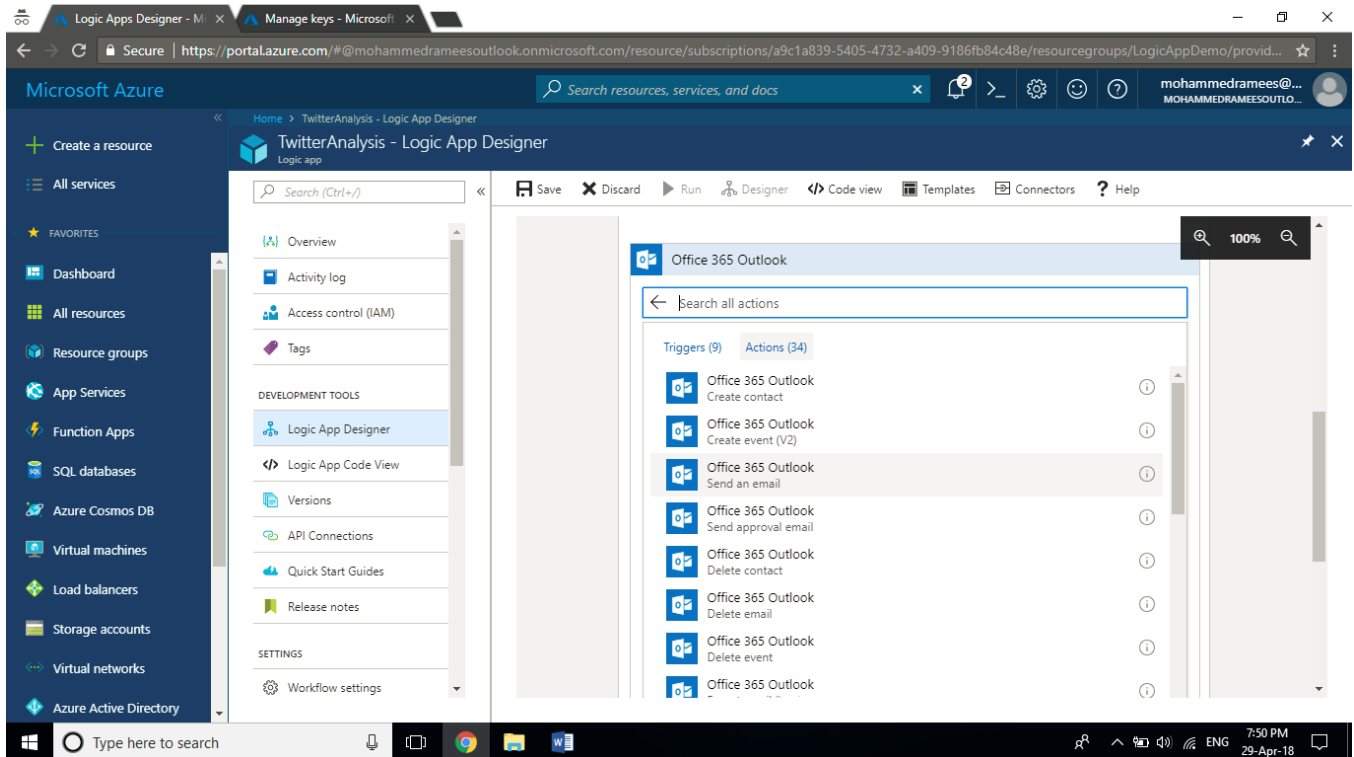 Logic Apps Designer - Mi
Manage keys - Microsoft
Secure | https://portal.azure.com/#@mohammedrameesoutlook.onmicrosoft.com/resource/subscriptions/a9c1a839-5405-4732-a409-9186fb84c48e/resourcegroups/LogicAppDemo/provid...
Microsoft Azure
Search resources, services, and docs
2
mohammedramees@...
MOHAMMEDRAMEESOUTLO...
Home > TwitterAnalysis - Logic App Designer
TwitterAnalysis - Logic App Designer
Logic app
Create a resource
All services
FAVORITES
Dashboard
All resources
Resource groups
App Services
Function Apps
SQL databases
Azure Cosmos DB
Virtual machines
Load balancers
Storage accounts
Virtual networks
Azure Active Directory
Search (Ctrl+/)
Overview
Activity log
Access control (IAM)
Tags
DEVELOPMENT TOOLS
Logic App Designer
Logic App Code View
Versions
API Connections
Quick Start Guides
Release notes
SETTINGS
Workflow settings
Save Discard Run Designer Code view Templates Connectors Help
100%
Office 365 Outlook
Search all actions
Triggers (9) Actions (34)
Office 365 Outlook
Create contact
Office 365 Outlook
Create event (V2)
Office 365 Outlook
Send an email
Office 365 Outlook
Send approval email
Office 365 Outlook
Delete contact
Office 365 Outlook
Delete email
Office 365 Outlook
Delete event
Office 365 Outlook
Type here to search
ENG
7:50 PM
29-Apr-18